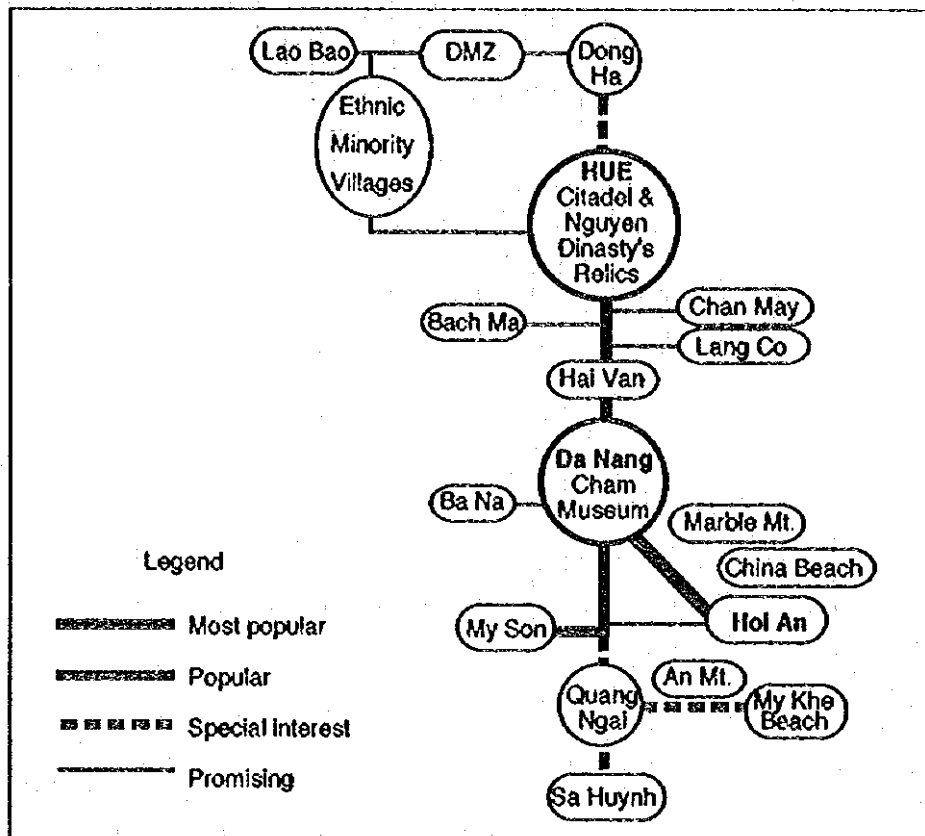 Lao Bao
DMZ
Dong
Ha
Ethnic
Minority
Villages
HUE
Citadel &
Nguyen
Dinasty's
Relics
Bach Ma
Chan May
Lang Co
Hai Van
Da Nang
Cham
Museum
Ba Na
Marble Mt.
China Beach
Hoi An
My Son
An Mt.
Quang
Ngai
My Khe
Beach
Sa Huynh
Legend
Most popular
Popular
Special interest
Promising